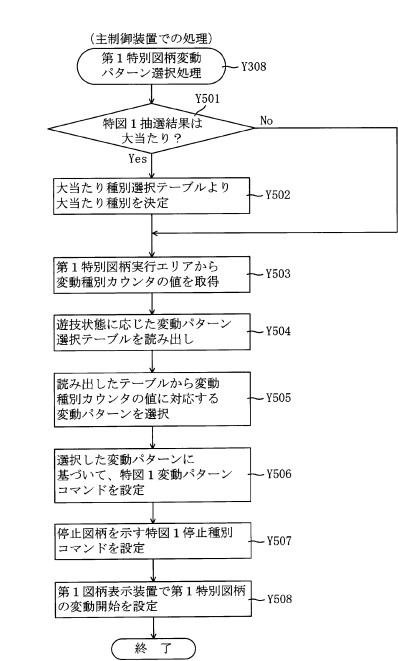 （主制御装置での処理）
第１特別図柄変動
パターン選択処理
Y308
Y501
特図１抽選結果は
大当たり？
No
Yes
大当たり種別選択テーブルより
大当たり種別を決定
Y502
第１特別図柄実行エリアから
変動種別カウンタの値を取得
Y503
遊技状態に応じた変動パターン
選択テーブルを読み出し
Y504
読み出したテーブルから変動
種別カウンタの値に対応する
変動パターンを選択
Y505
選択した変動パターンに
基づいて、特図１変動パターン
コマンドを設定
Y506
停止図柄を示す特図１停止種別
コマンドを設定
Y507
第１図柄表示装置で第１特別図柄
の変動開始を設定
Y508
終　了